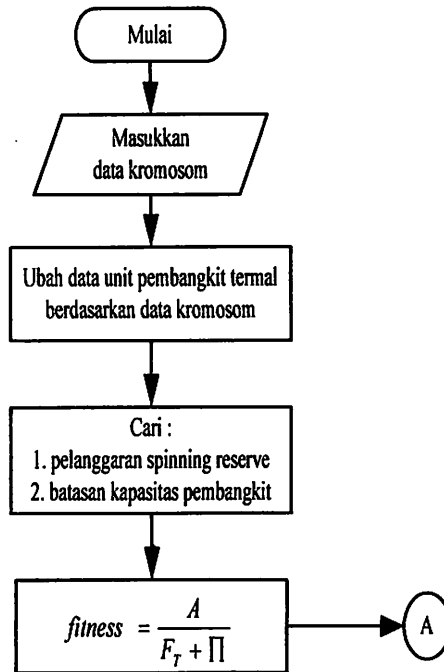 Mulai
Masukkan
data kromosom
Ubah data unit pembangkit termal
berdasarkan data kromosom
Cari :
1. pelanggaran spinning reserve
2. batasan kapasitas pembangkit
fitness = A / (F_T + ∏)
A